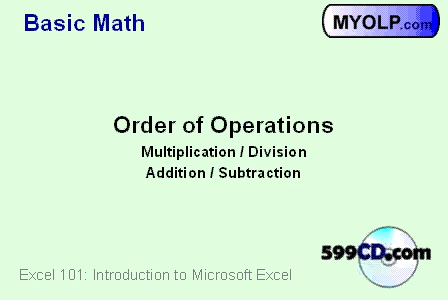 Basic Math
MYOLP.com
Order of Operations
Multiplication / Division
Addition / Subtraction
599CD.com
Excel 101: Introduction to Microsoft Excel